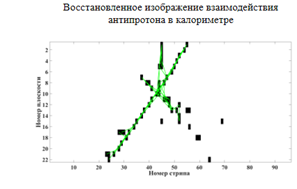 Восстановленное изображение взаимодействия
антипротона в калориметре
Номер плоскости
2
4
6
8
10
12
14
16
18
20
22
10 20 30 40 50 60 70 80 90
Номер стрипа